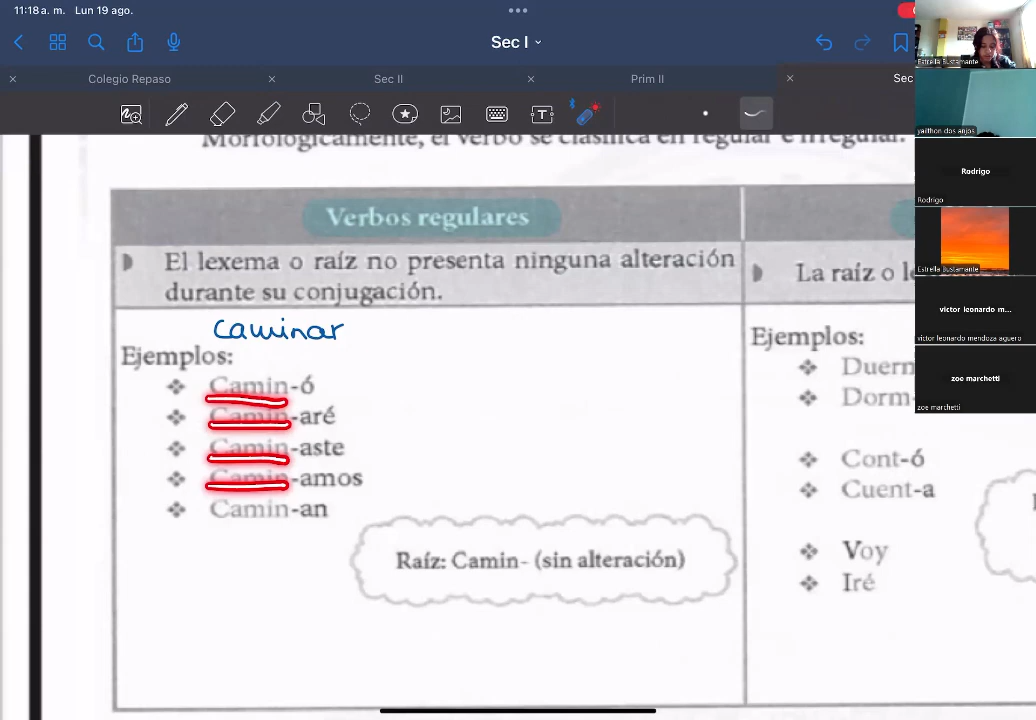 11:18 a. m. Lun 19 ago.
Sec I
Colegio Repaso
Sec II
Prim II
Sec
Morfológicamente, el verbo se clasifica en regular e irregular.
Verbos regulares
El lexema o raíz no presenta ninguna alteración
durante su conjugación.
caminar
Ejemplos:
Camin-ó
Camin-aré
Camin-aste
Camin-amos
Camin-an
Raíz: Camin- (sin alteración)
La raíz o
Ejemplos:
Cont-ó
Cuent-a
Voy
Iré
Estrella Bustamante
yailthon dos anjos
Rodrigo
Rodrigo
Estrella Bustamante
victor leonardo m...
victor leonardo mendoza aguero
zoe marchetti
zoe marchetti